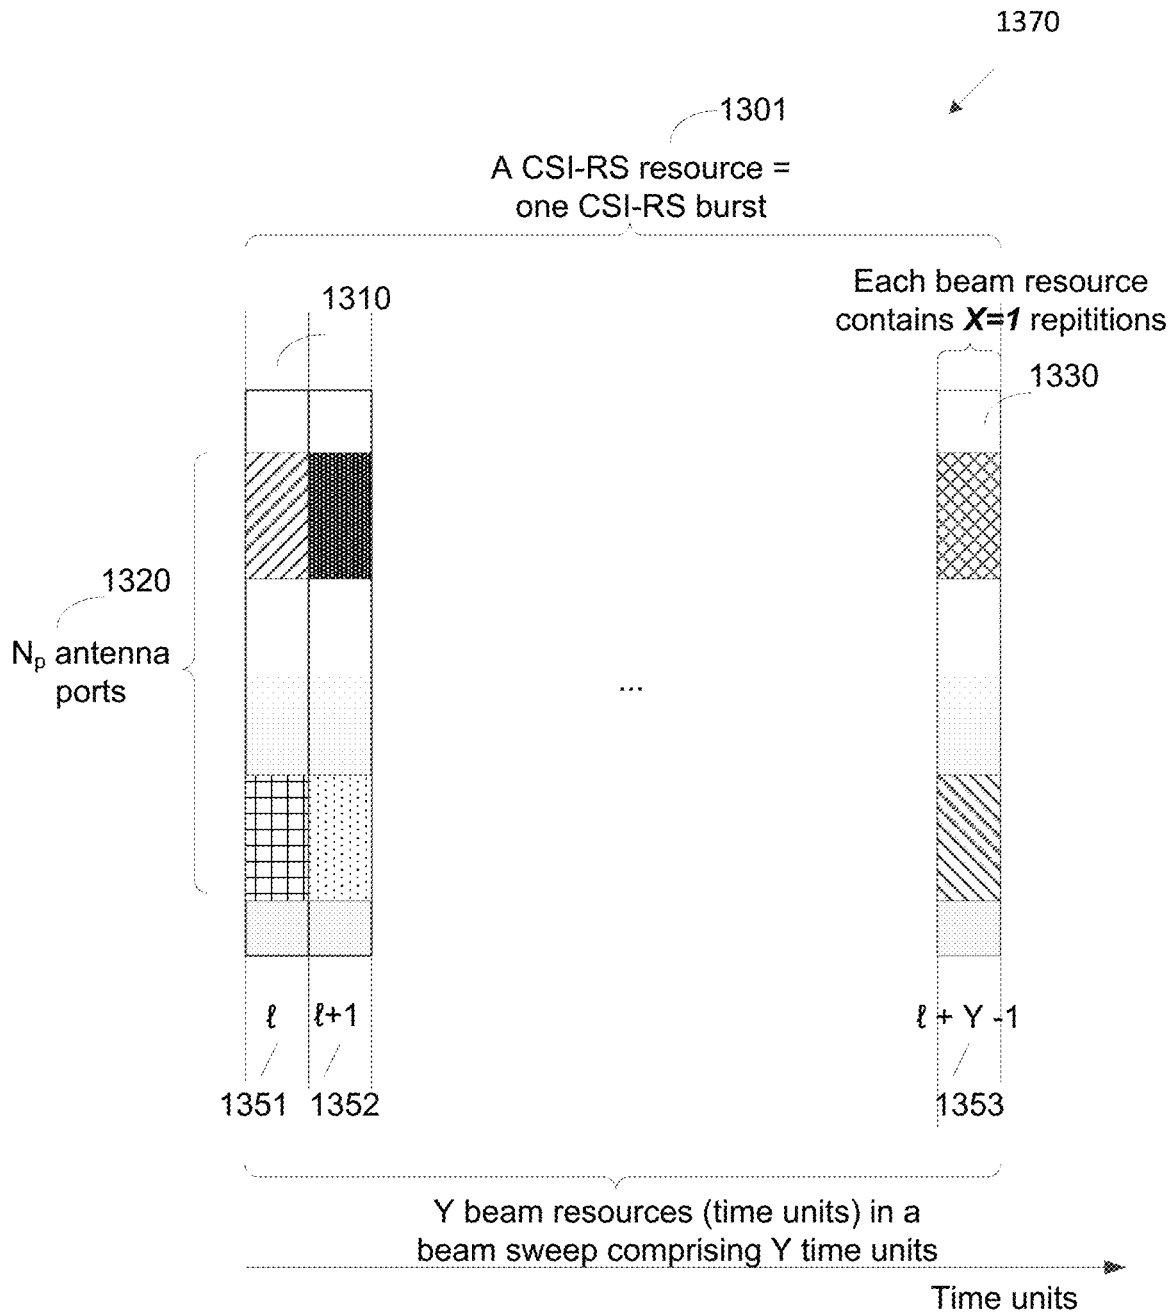 1370
1301
A CSI-RS resource =
one CSI-RS burst
1310
Each beam resource
contains X=1 repititions
1330
1320
Np antenna
ports
...
ℓ ℓ+1 ℓ + Y -1
1351 1352 1353
Y beam resources (time units) in a
beam sweep comprising Y time units
Time units